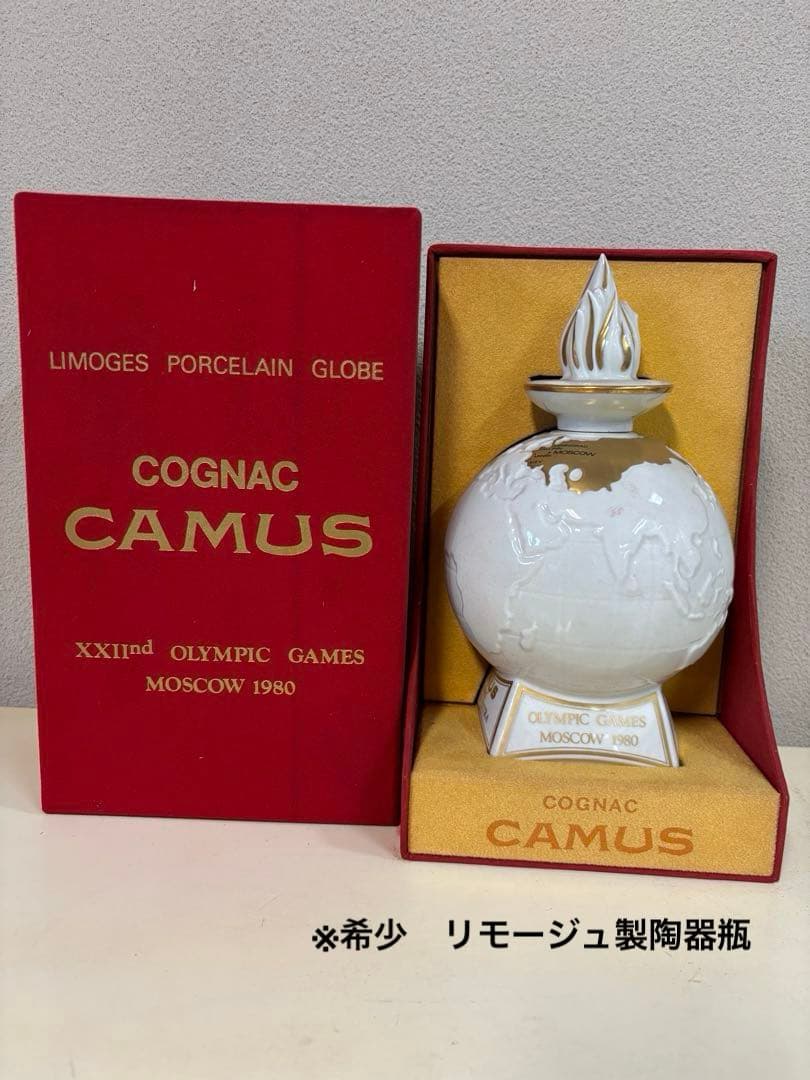 LIMOGES PORCELAIN GLOBE
COGNAC
CAMUS
XXIInd OLYMPIC GAMES
MOSCOW 1980
MOSCOW
OLYMPIC GAMES
MOSCOW 1980
COGNAC
CAMUS
※希少　リモージュ製陶器瓶